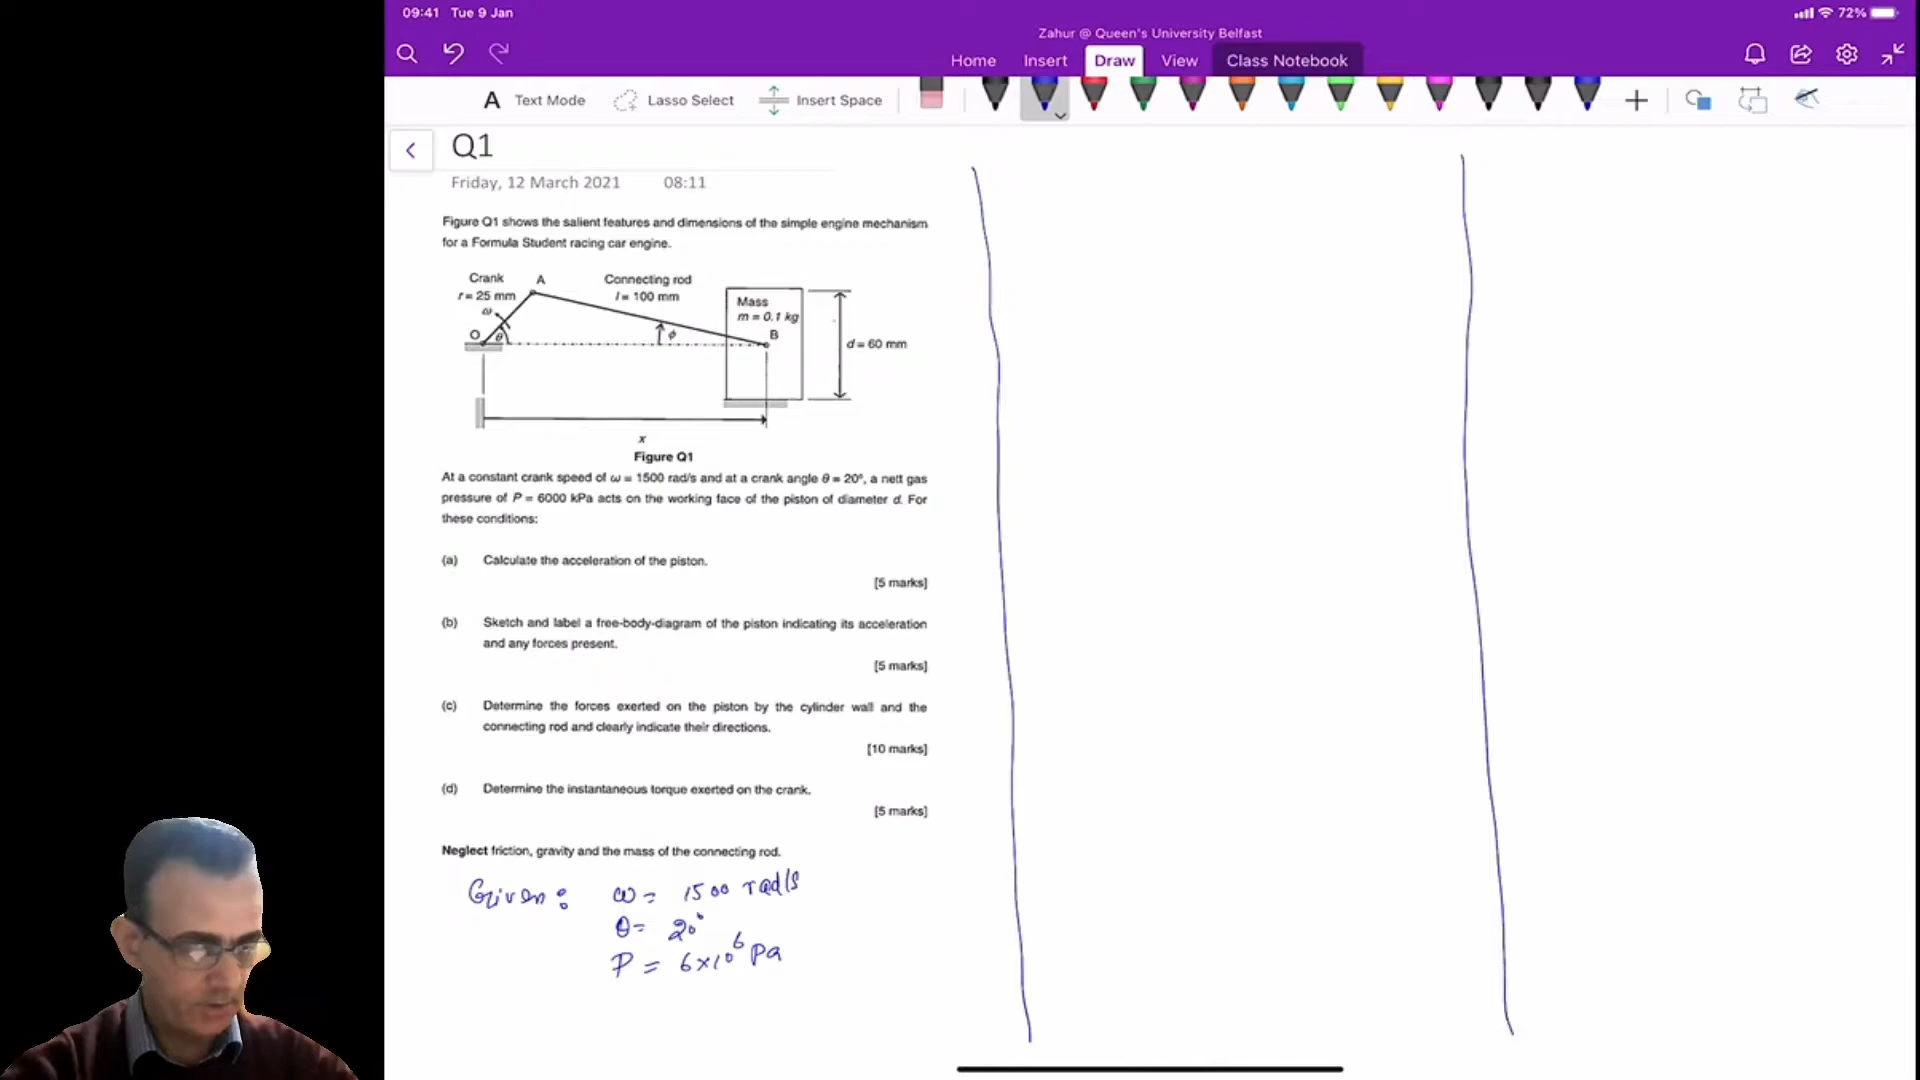 09:41 Tue 9 Jan
72%
Zahur @ Queen's University Belfast
Home Insert Draw View Class Notebook
A Text Mode Lasso Select Insert Space
Q1
Friday, 12 March 2021 08:11
Figure Q1 shows the salient features and dimensions of the simple engine mechanism
for a Formula Student racing car engine.
Crank A Connecting rod
r = 25 mm l = 100 mm
Mass
m = 0.1 kg
ω
O θ ϕ B
d = 60 mm
x
Figure Q1
At a constant crank speed of ω = 1500 rad/s and at a crank angle θ = 20°, a nett gas
pressure of P = 6000 kPa acts on the working face of the piston of diameter d. For
these conditions:
(a) Calculate the acceleration of the piston.
[5 marks]
(b) Sketch and label a free-body-diagram of the piston indicating its acceleration
and any forces present.
[5 marks]
(c) Determine the forces exerted on the piston by the cylinder wall and the
connecting rod and clearly indicate their directions.
[10 marks]
(d) Determine the instantaneous torque exerted on the crank.
[5 marks]
Neglect friction, gravity and the mass of the connecting rod.
Given: ω = 1500 rad/s
θ = 20°
P = 6×10⁶ Pa